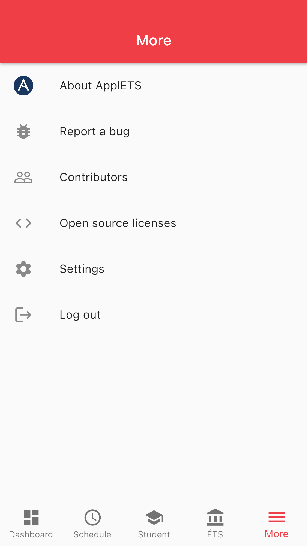 More
About ApplETS
Report a bug
Contributors
Open source licenses
Settings
Log out
Dashboard
Schedule
Student
ÉTS
More